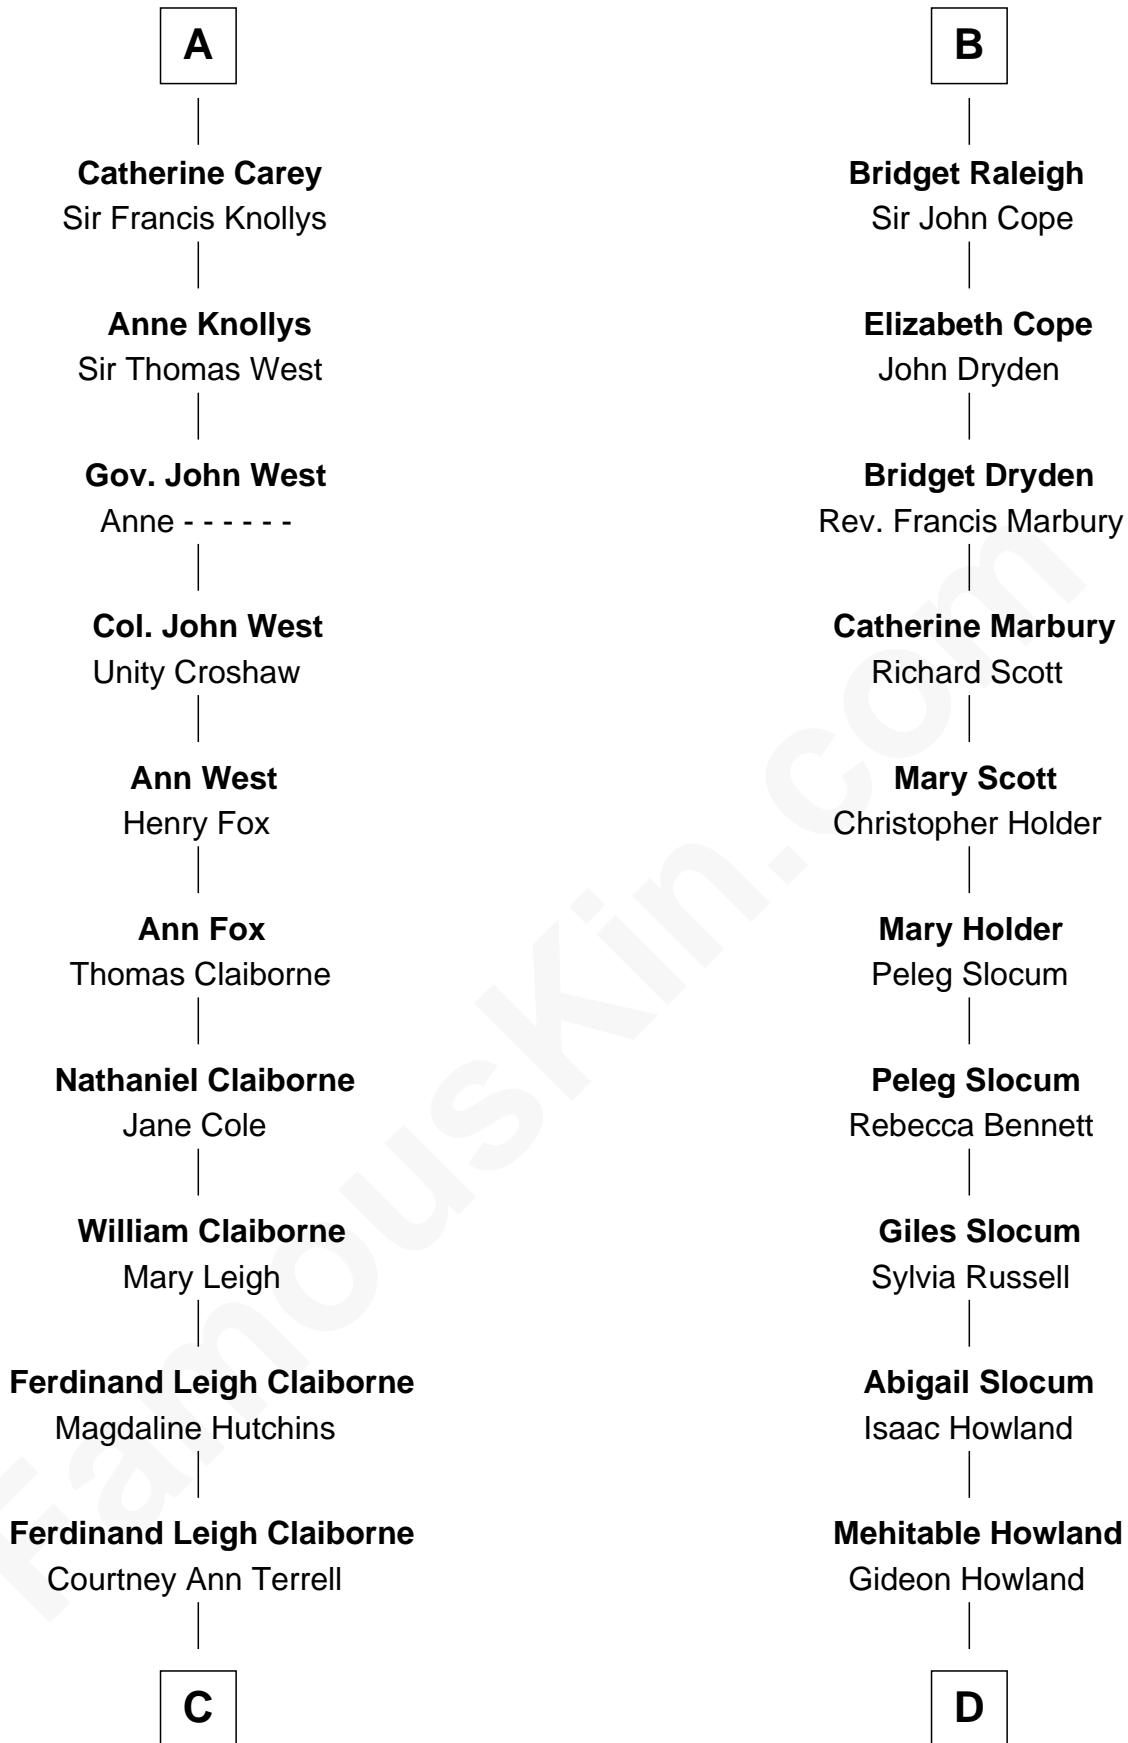 A
Catherine Carey
Sir Francis Knollys
Anne Knollys
Sir Thomas West
Gov. John West
Anne - - - - - -
Col. John West
Unity Croshaw
Ann West
Henry Fox
Ann Fox
Thomas Claiborne
Nathaniel Claiborne
Jane Cole
William Claiborne
Mary Leigh
Ferdinand Leigh Claiborne
Magdaline Hutchins
Ferdinand Leigh Claiborne
Courtney Ann Terrell
C
B
Bridget Raleigh
Sir John Cope
Elizabeth Cope
John Dryden
Bridget Dryden
Rev. Francis Marbury
Catherine Marbury
Richard Scott
Mary Scott
Christopher Holder
Mary Holder
Peleg Slocum
Peleg Slocum
Rebecca Bennett
Giles Slocum
Sylvia Russell
Abigail Slocum
Isaac Howland
Mehitable Howland
Gideon Howland
D
FamousKin.com